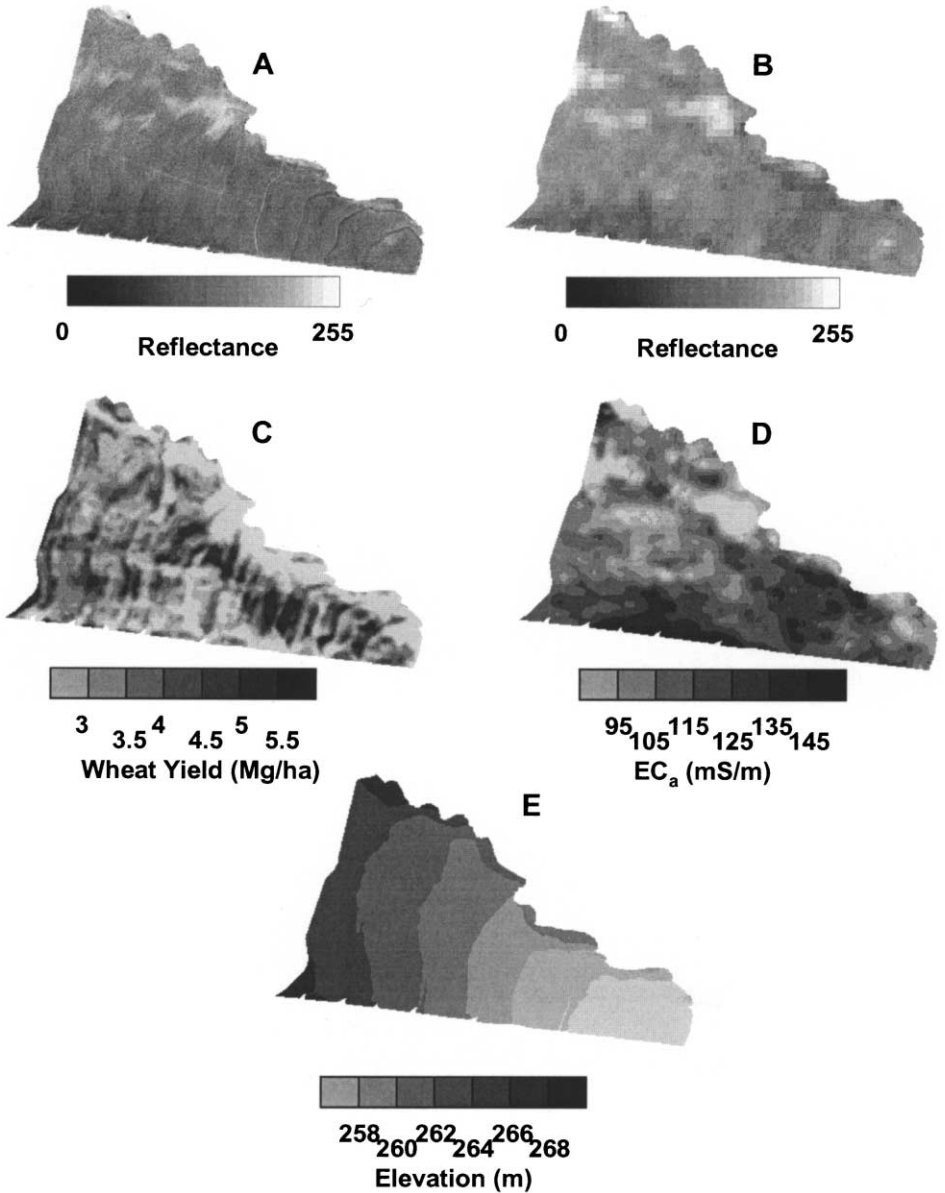 A
B
0 255
Reflectance
0 255
Reflectance
C
D
3 3.5 4 4.5 5 5.5
Wheat Yield (Mg/ha)
95 105 115 125 135 145
ECa (mS/m)
E
258 260 262 264 266 268
Elevation (m)